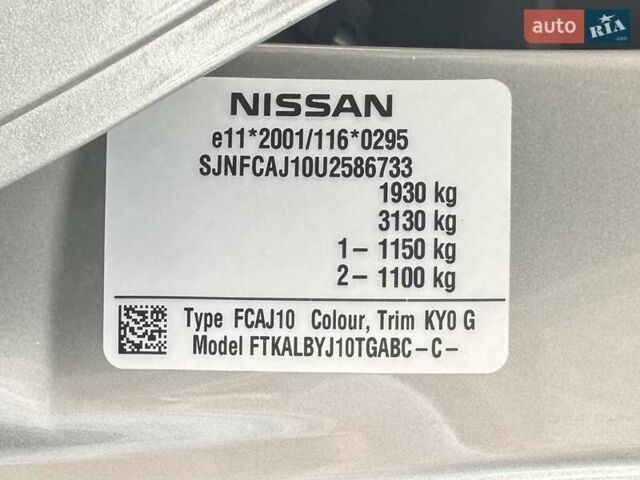 auto RIA.com
NISSAN
e11*2001/116*0295
SJNFCAJ10U2586733
1930 kg
3130 kg
1– 1150 kg
2– 1100 kg
Type FCAJ10 Colour, Trim KY0 G
Model FTKALBYJ10TGABC–C–